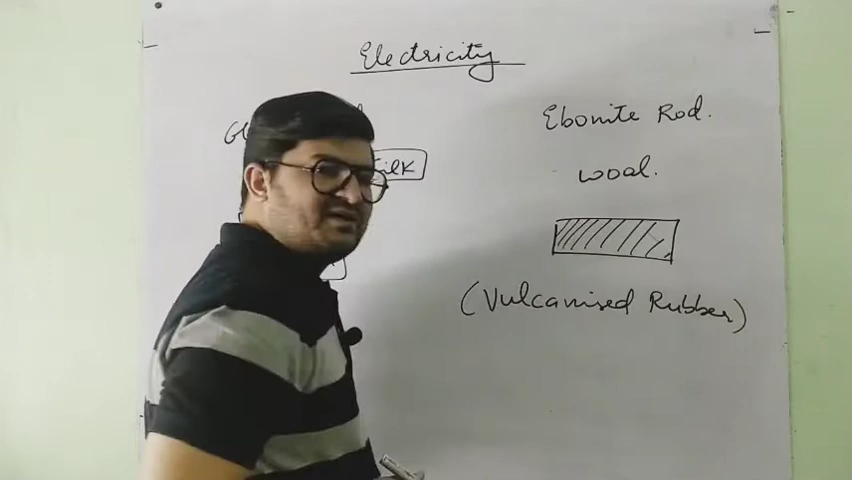 Electricity
Silk
Ebonite Rod.
wool.
(Vulcanised Rubber)